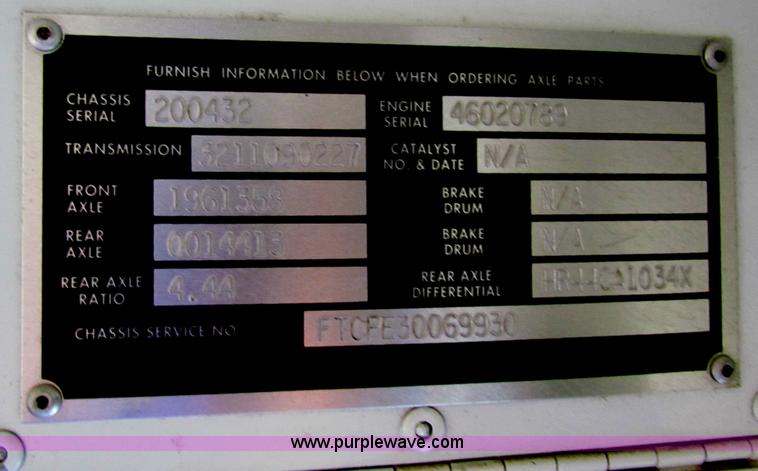 FURNISH INFORMATION BELOW WHEN ORDERING AXLE PARTS
CHASSIS SERIAL 200432 ENGINE SERIAL 46020789
TRANSMISSION 3211090227 CATALYST NO. & DATE N/A
FRONT AXLE 1961358 BRAKE DRUM N/A
REAR AXLE 0014413 BRAKE DRUM N/A
REAR AXLE RATIO 4.44 REAR AXLE DIFFERENTIAL
CHASSIS SERVICE NO FTCFE30069930
www.purplewave.com